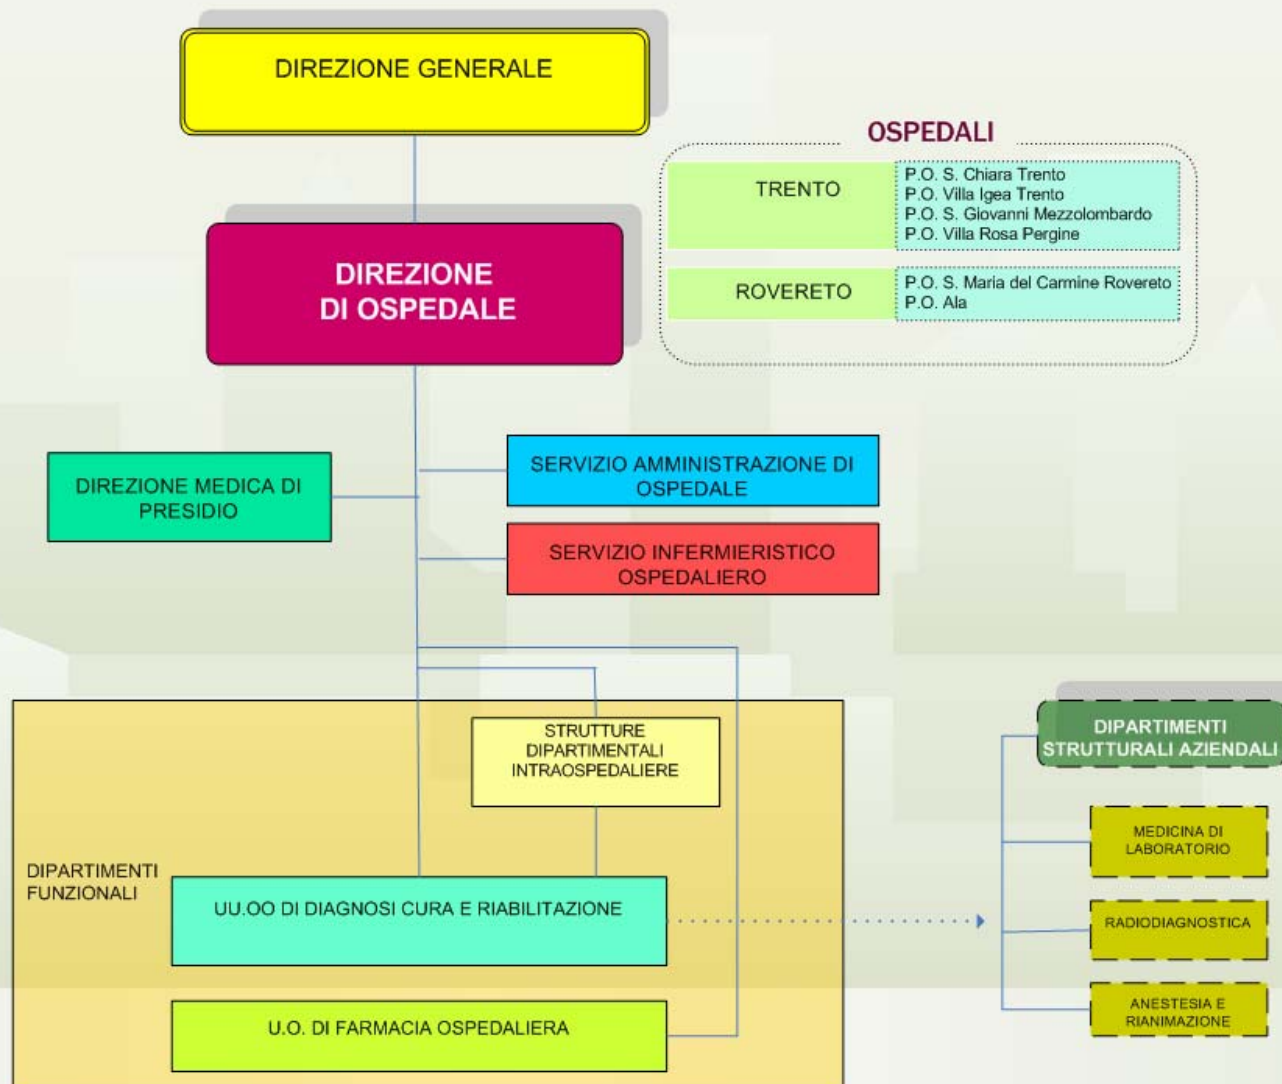 DIREZIONE GENERALE
OSPEDALI
TRENTO
P.O. S. Chiara Trento
P.O. Villa Igea Trento
P.O. S. Giovanni Mezzolombardo
P.O. Villa Rosa Pergine
ROVERETO
P.O. S. Maria del Carmine Rovereto
P.O. Ala
DIREZIONE
DI OSPEDALE
DIREZIONE MEDICA DI
PRESIDIO
SERVIZIO AMMINISTRAZIONE DI
OSPEDALE
SERVIZIO INFERMIERISTICO
OSPEDALIERO
STRUTTURE
DIPARTIMENTALI
INTRAOSPEDALIERE
DIPARTIMENTI
FUNZIONALI
UU.OO DI DIAGNOSI CURA E RIABILITAZIONE
U.O. DI FARMACIA OSPEDALIERA
DIPARTIMENTI
STRUTTURALI AZIENDALI
MEDICINA DI
LABORATORIO
RADIODIAGNOSTICA
ANESTESIA E
RIANIMAZIONE